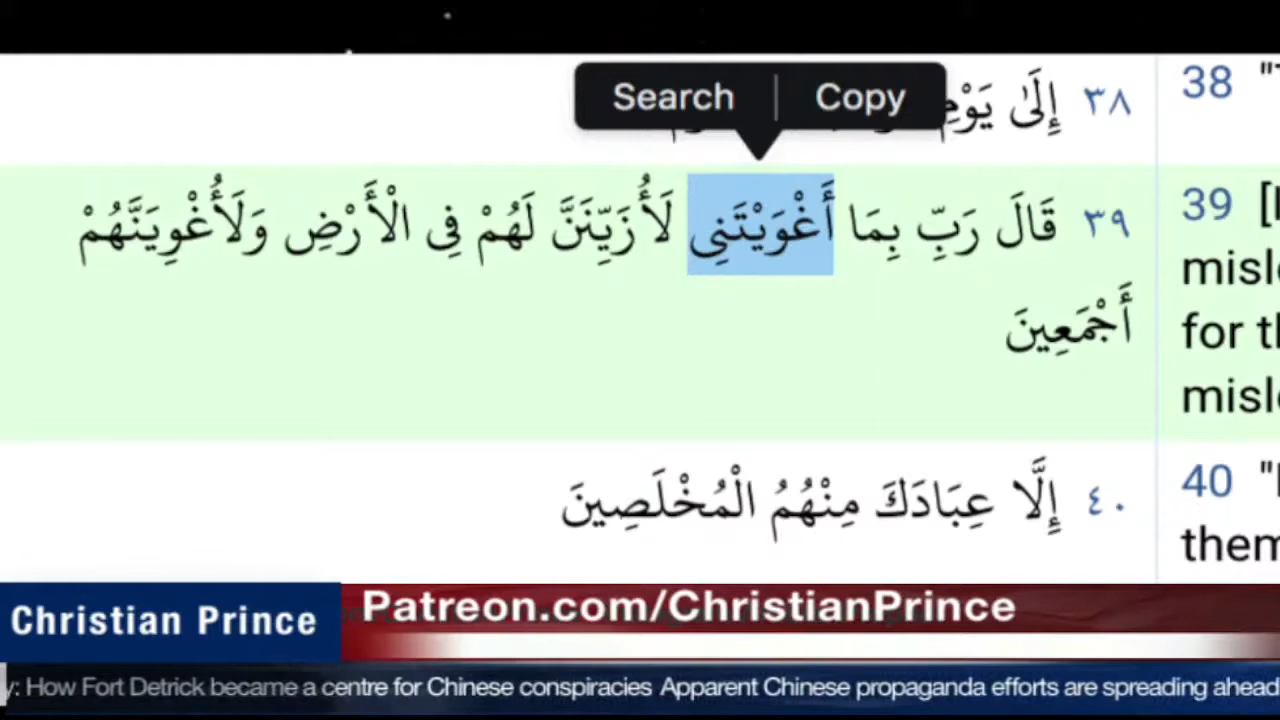 Search Copy
٣٨ إِلَىٰ يَوْمِ
38 "
٣٩ قَالَ رَبِّ بِمَا أَغْوَيْتَنِى لَأُزَيِّنَنَّ لَهُمْ فِى الْأَرْضِ وَلَأُغْوِيَنَّهُمْ
أَجْمَعِينَ
39 [
misl
for t
misl
٤٠ إِلَّا عِبَادَكَ مِنْهُمُ الْمُخْلَصِينَ
40 "
them
Christian Prince
Patreon.com/ChristianPrince
y: How Fort Detrick became a centre for Chinese conspiracies Apparent Chinese propaganda efforts are spreading ahead